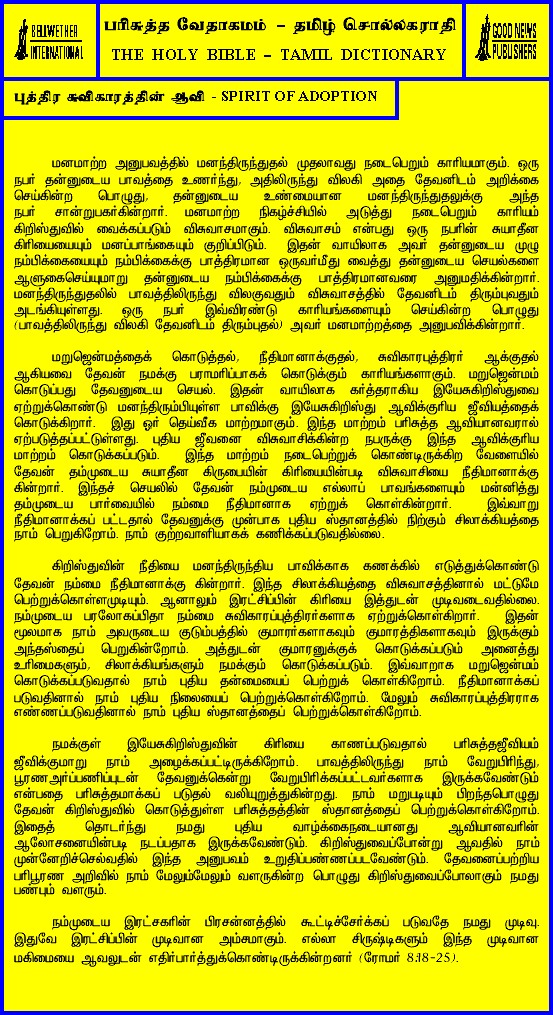 BELLWETHER
INTERNATIONAL
பரிசுத்த வேதாகமம் – தமிழ் சொல்லகராதி
THE HOLY BIBLE – TAMIL DICTIONARY
GOOD NEWS
PUBLISHERS
புத்திர சுவிகாரத்தின் ஆவி - SPIRIT OF ADOPTION
மனமாற்ற அனுபவத்தில் மனந்திருந்துதல் முதலாவது நடைபெறும் காரியமாகும். ஒரு
நபர் தன்னுடைய பாவத்தை உணர்ந்து, அதிலிருந்து விலகி அதை தேவனிடம் அறிக்கை
செய்கின்ற பொழுது, தன்னுடைய உண்மையான மனந்திருந்துதலுக்கு அந்த
நபர் சான்றுபகர்கின்றார். மனமாற்ற நிகழ்ச்சியில் அடுத்து நடைபெறும் காரியம்
கிறிஸ்துவில் வைக்கப்படும் விசுவாசமாகும். விசுவாசம் என்பது ஒரு நபரின் சுயாதீன
கிரியையையும் மனப்பாங்கையும் குறிப்பிடும். இதன் வாயிலாக அவர் தன்னுடைய முழு
நம்பிக்கையையும் நம்பிக்கைக்கு பாத்திரமான ஒருவர்மீது வைத்து தன்னுடைய செயல்களை
ஆளுகைசெய்யுமாறு தன்னுடைய நம்பிக்கைக்கு பாத்திரமானவரை அனுமதிக்கின்றார்.
மனந்திருந்துதலில் பாவத்திலிருந்து விலகுவதும் விசுவாசத்தில் தேவனிடம் திரும்புவதும்
அடங்கியுள்ளது. ஒரு நபர் இவ்விரண்டு காரியங்களையும் செய்கின்ற பொழுது
(பாவத்திலிருந்து விலகி தேவனிடம் திரும்புதல்) அவர் மனமாற்றத்தை அனுபவிக்கின்றார்.
மறுஜென்மத்தைக் கொடுத்தல், நீதிமானாக்குதல், சுவிகாரபுத்திரர் ஆக்குதல்
ஆகியவை தேவன் நமக்கு பராமரிப்பாகக் கொடுக்கும் காரியங்களாகும். மறுஜென்மம்
கொடுப்பது தேவனுடைய செயல். இதன் வாயிலாக கர்த்தராகிய இயேசுகிறிஸ்துவை
ஏற்றுக்கொண்டு மனந்திரும்பியுள்ள பாவிக்கு இயேசுகிறிஸ்து ஆவிக்குரிய ஜீவியத்தைக்
கொடுக்கிறார். இது ஓர் தெய்வீக மாற்றமாகும். இந்த மாற்றம் பரிசுத்த ஆவியானவரால்
ஏற்படுத்தப்பட்டுள்ளது. புதிய ஜீவனை விசுவாசிக்கின்ற நபருக்கு இந்த ஆவிக்குரிய
மாற்றம் கொடுக்கப்படும். இந்த மாற்றம் நடைபெற்றுக் கொண்டிருக்கிற வேளையில்
தேவன் தம்முடைய சுயாதீன கிருபையின் கிரியையின்படி விசுவாசியை நீதிமானாக்கு
கின்றார். இந்தச் செயலில் தேவன் நம்முடைய எல்லாப் பாவங்களையும் மன்னித்து
தம்முடைய பார்வையில் நம்மை நீதிமானாக ஏற்றுக் கொள்கின்றார். இவ்வாறு
நீதிமானாக்கப் பட்டதால் தேவனுக்கு முன்பாக புதிய ஸ்தானத்தில் நிற்கும் சிலாக்கியத்தை
நாம் பெறுகிறோம். நாம் குற்றவாளியாகக் கணிக்கப்படுவதில்லை.
கிறிஸ்துவின் நீதியை மனந்திருந்திய பாவிக்காக கணக்கில் எடுத்துக்கொண்டு
தேவன் நம்மை நீதிமானாக்கு கின்றார். இந்த சிலாக்கியத்தை விசுவாசத்தினால் மட்டுமே
பெற்றுக்கொள்ளமுடியும். ஆனாலும் இரட்சிப்பின் கிரியை இத்துடன் முடிவடைவதில்லை.
நம்முடைய பரலோகப்பிதா நம்மை சுவிகாரப்புத்திரர்களாக ஏற்றுக்கொள்கிறார். இதன்
மூலமாக நாம் அவருடைய குடும்பத்தில் குமாரர்களாகவும் குமாரத்திகளாகவும் இருக்கும்
அந்தஸ்தைப் பெறுகின்றோம். அத்துடன் குமாரனுக்குக் கொடுக்கப்படும் அனைத்து
உரிமைகளும், சிலாக்கியங்களும் நமக்கும் கொடுக்கப்படும். இவ்வாறாக மறுஜென்மம்
கொடுக்கப்படுவதால் நாம் புதிய தன்மையைப் பெற்றுக் கொள்கிறோம். நீதிமானாக்கப்
படுவதினால் நாம் புதிய நிலையைப் பெற்றுக்கொள்கிறோம். மேலும் சுவிகாரப்புத்திரராக
எண்ணப்படுவதினால் நாம் புதிய ஸ்தானத்தைப் பெற்றுக்கொள்கிறோம்.
நமக்குள் இயேசுகிறிஸ்துவின் கிரியை காணப்படுவதால் பரிசுத்தஜீவியம்
ஜீவிக்குமாறு நாம் அழைக்கப்பட்டிருக்கிறோம். பாவத்திலிருந்து நாம் வேறுபிரிந்து,
பூரணஅர்ப்பணிப்புடன் தேவனுக்கென்று வேறுபிரிக்கப்பட்டவர்களாக இருக்கவேண்டும்
என்பதை பரிசுத்தமாக்கப் படுதல் வலியுறுத்துகின்றது. நாம் மறுபடியும் பிறந்தபொழுது
தேவன் கிறிஸ்துவில் கொடுத்துள்ள பரிசுத்தத்தின் ஸ்தானத்தைப் பெற்றுக்கொள்கிறோம்.
இதைத் தொடர்ந்து நமது புதிய வாழ்க்கைநடையானது ஆவியானவரின்
ஆலோசனையின்படி நடப்பதாக இருக்கவேண்டும். கிறிஸ்துவைப்போன்று ஆவதில் நாம்
முன்னேறிச்செல்வதில் இந்த அனுபவம் உறுதிப்பண்ணப்படவேண்டும். தேவனைப்பற்றிய
பரிபூரண அறிவில் நாம் மேலும்மேலும் வளருகின்ற பொழுது கிறிஸ்துவைப்போலாகும் நமது
பண்பும் வளரும்.
நம்முடைய இரட்சகரின் பிரசன்னத்தில் கூட்டிச்சேர்க்கப் படுவதே நமது முடிவு.
இதுவே இரட்சிப்பின் முடிவான அம்சமாகும். எல்லா சிருஷ்டிகளும் இந்த முடிவான
மகிமையை ஆவலுடன் எதிர்பார்த்துக்கொண்டிருக்கின்றனர் (ரோமர் 8:18-25).